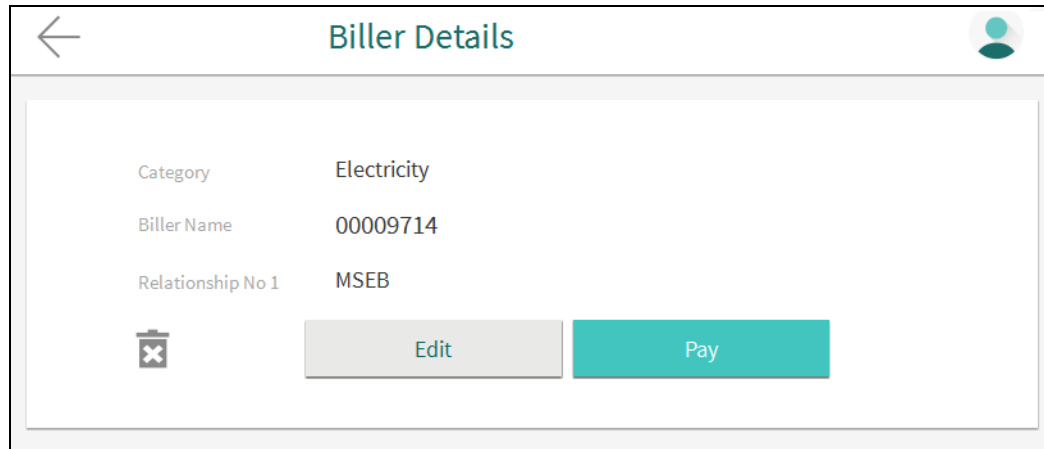 Biller Details
Category Electricity
Biller Name 00009714
Relationship No 1 MSEB
Edit Pay